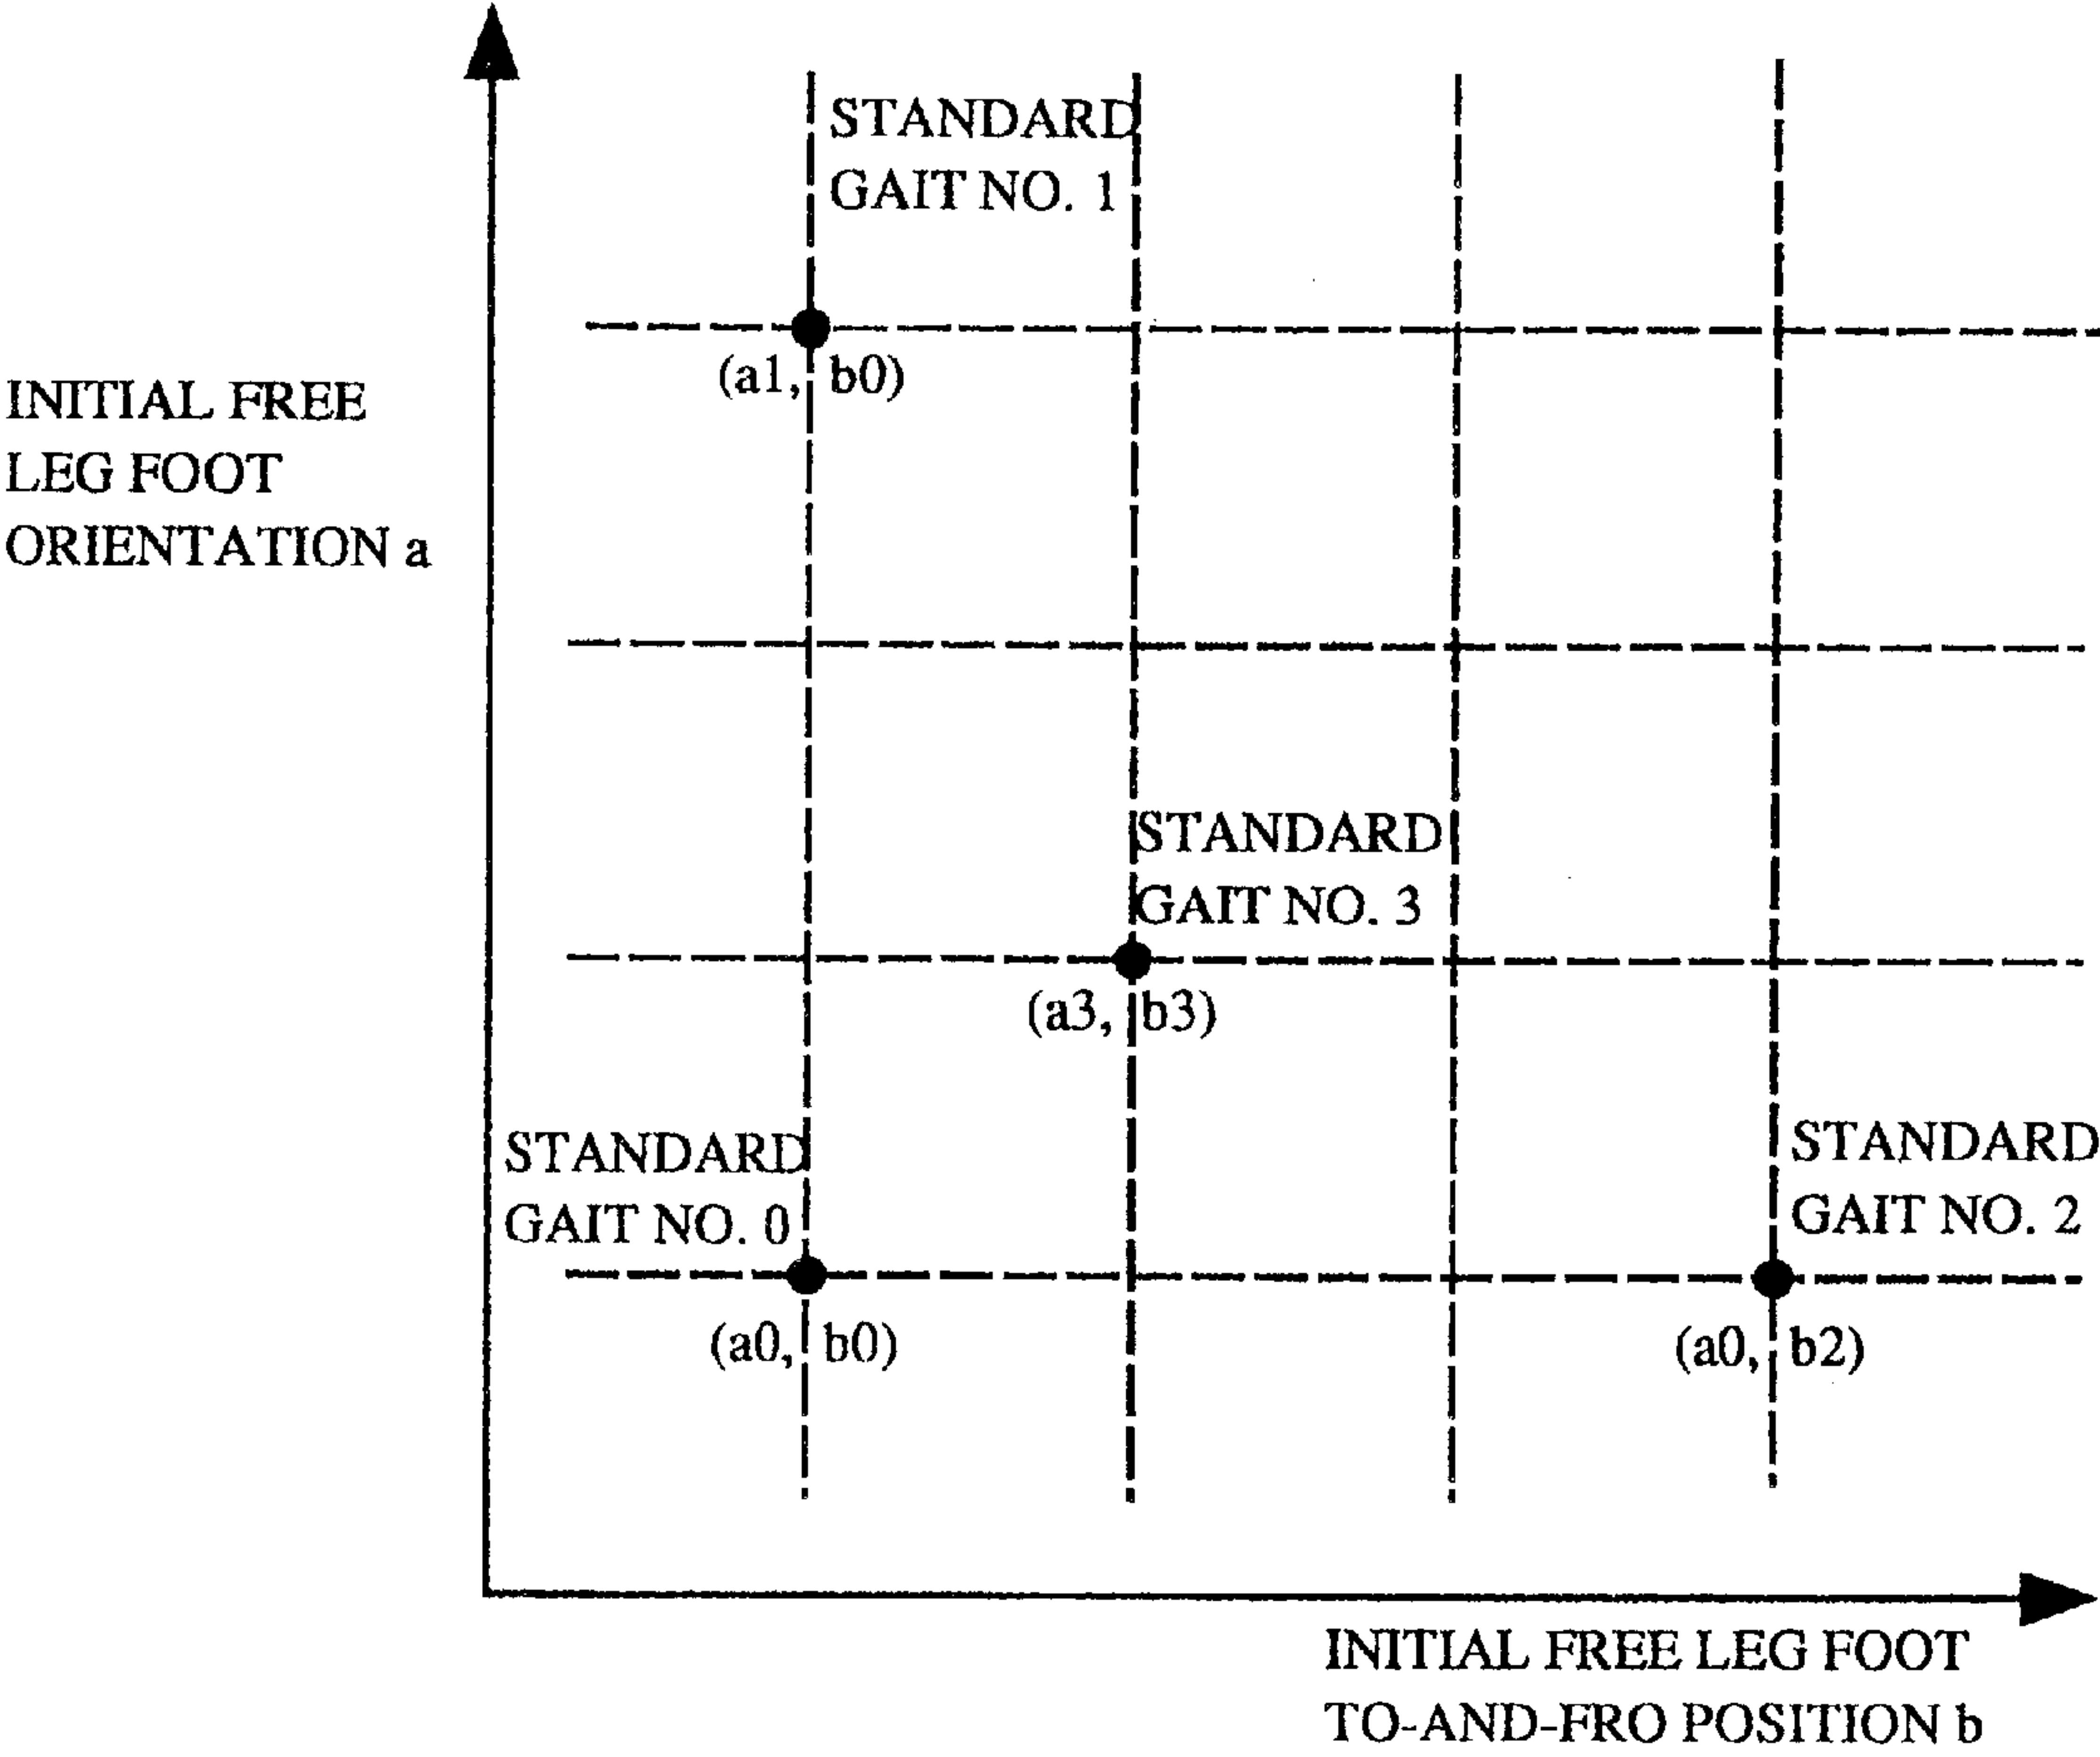 STANDARD
GAIT NO. 1
(a1, b0)
INITIAL FREE
LEG FOOT
ORIENTATION a
STANDARD
GAIT NO. 3
(a3, b3)
STANDARD
GAIT NO. 0
(a0, b0)
STANDARD
GAIT NO. 2
(a0, b2)
INITIAL FREE LEG FOOT
TO-AND-FRO POSITION b